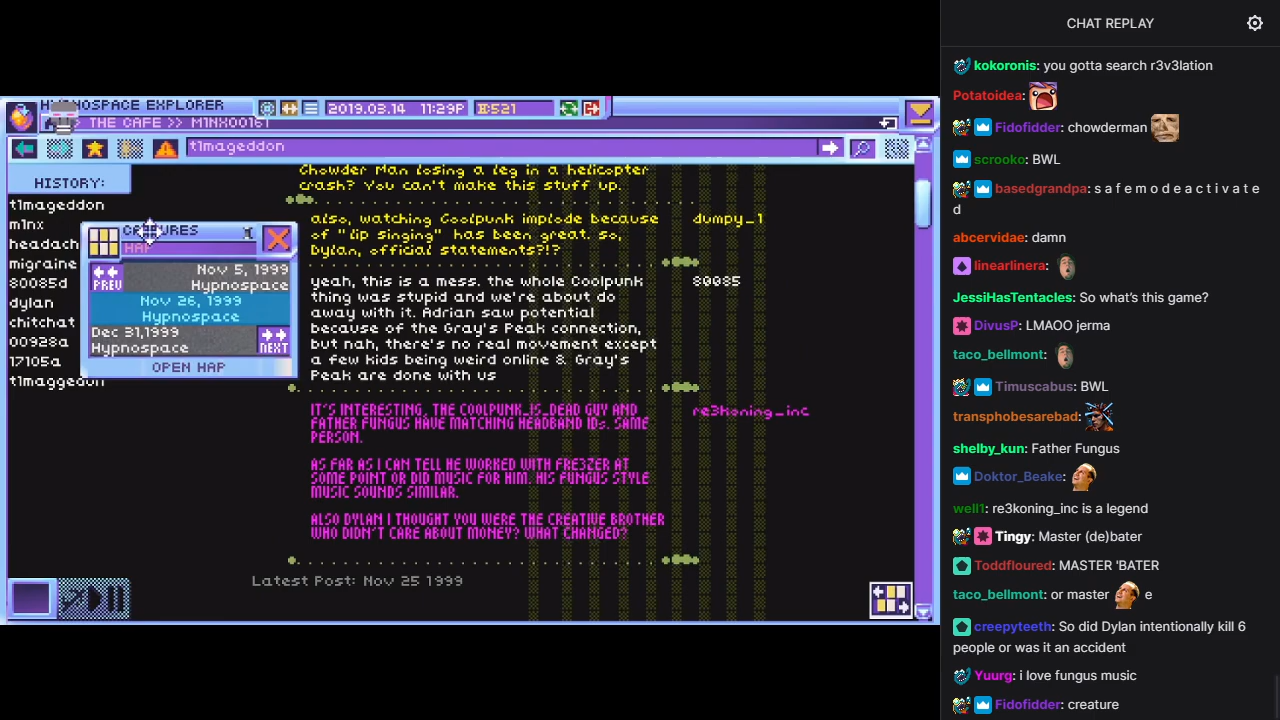 HYPNOSPACE EXPLORER
2019.03.14 11:29P
521
THE CAFE >> M1NX00161
t1mageddon
HISTORY:
t1mageddon
m1nx
headach
migraine
80085d
dylan
chitchat
00928a
17105a
t1maggedon
CAPTURES
HAP
Nov 5, 1999
PREV
Hypnospace
Nov 26, 1999
Hypnospace
Dec 31,1999
Hypnospace
NEXT
OPEN HAP
Chowder Man losing a leg in a helicopter
crash? You can't make this stuff up.
also, watching Coolpunk implode because
of "lip singing" has been great. so,
Dylan, official statements?!?
dumpy_1
yeah, this is a mess. the whole Coolpunk
thing was stupid and we're about do
away with it. Adrian saw potential
because of the Gray's Peak connection,
but nah, there's no real movement except
a few kids being weird online & Gray's
Peak are done with us
80085
IT'S INTERESTING, THE COOLPUNK_IS_DEAD GUY AND
FATHER FUNGUS HAVE MATCHING HEADBAND IDs. SAME
PERSON.
AS FAR AS I CAN TELL HE WORKED WITH FRE3ZER AT
SOME POINT OR DID MUSIC FOR HIM. HIS FUNGUS STYLE
MUSIC SOUNDS SIMILAR.
ALSO DYLAN I THOUGHT YOU WERE THE CREATIVE BROTHER
WHO DIDN'T CARE ABOUT MONEY? WHAT CHANGED?
re3koning_inc
Latest Post: Nov 25 1999
CHAT REPLAY
kokoronis: you gotta search r3v3lation
Potatoidea:
Fidofidder: chowderman
scrooko: BWL
basedgrandpa: s a f e m o d e a c t i v a t e
d
abcervidae: damn
linearlinera:
JessiHasTentacles: So what's this game?
DivusP: LMAOO jerma
taco_bellmont:
Timuscabus: BWL
transphobesarebad:
shelby_kun: Father Fungus
Doktor_Beake:
well1: re3koning_inc is a legend
Tingy: Master (de)bater
Toddfloured: MASTER 'BATER
taco_bellmont: or master e
creepyteeth: So did Dylan intentionally kill 6
people or was it an accident
Yuurg: i love fungus music
Fidofidder: creature